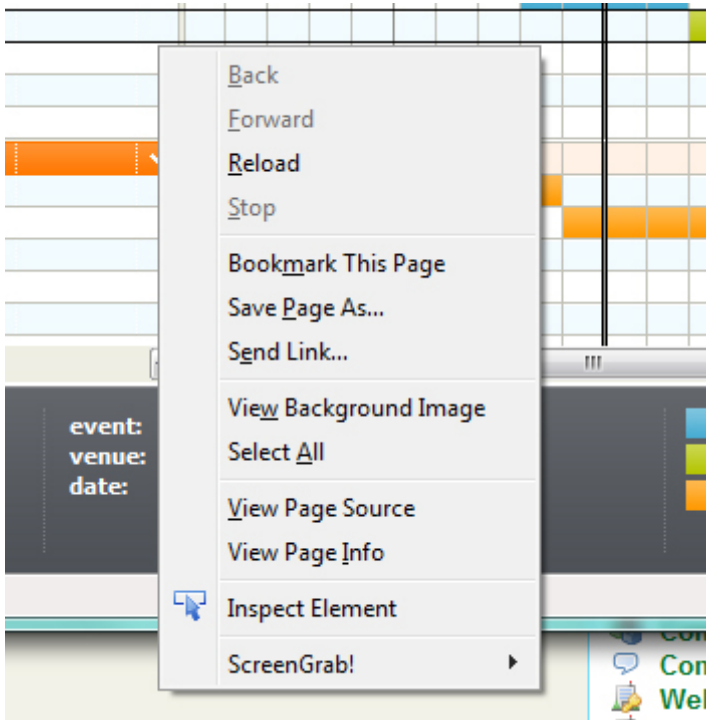 Back
Forward
Reload
Stop
Bookmark This Page
Save Page As...
Send Link...
View Background Image
Select All
View Page Source
View Page Info
Inspect Element
ScreenGrab!
event:
venue:
date: